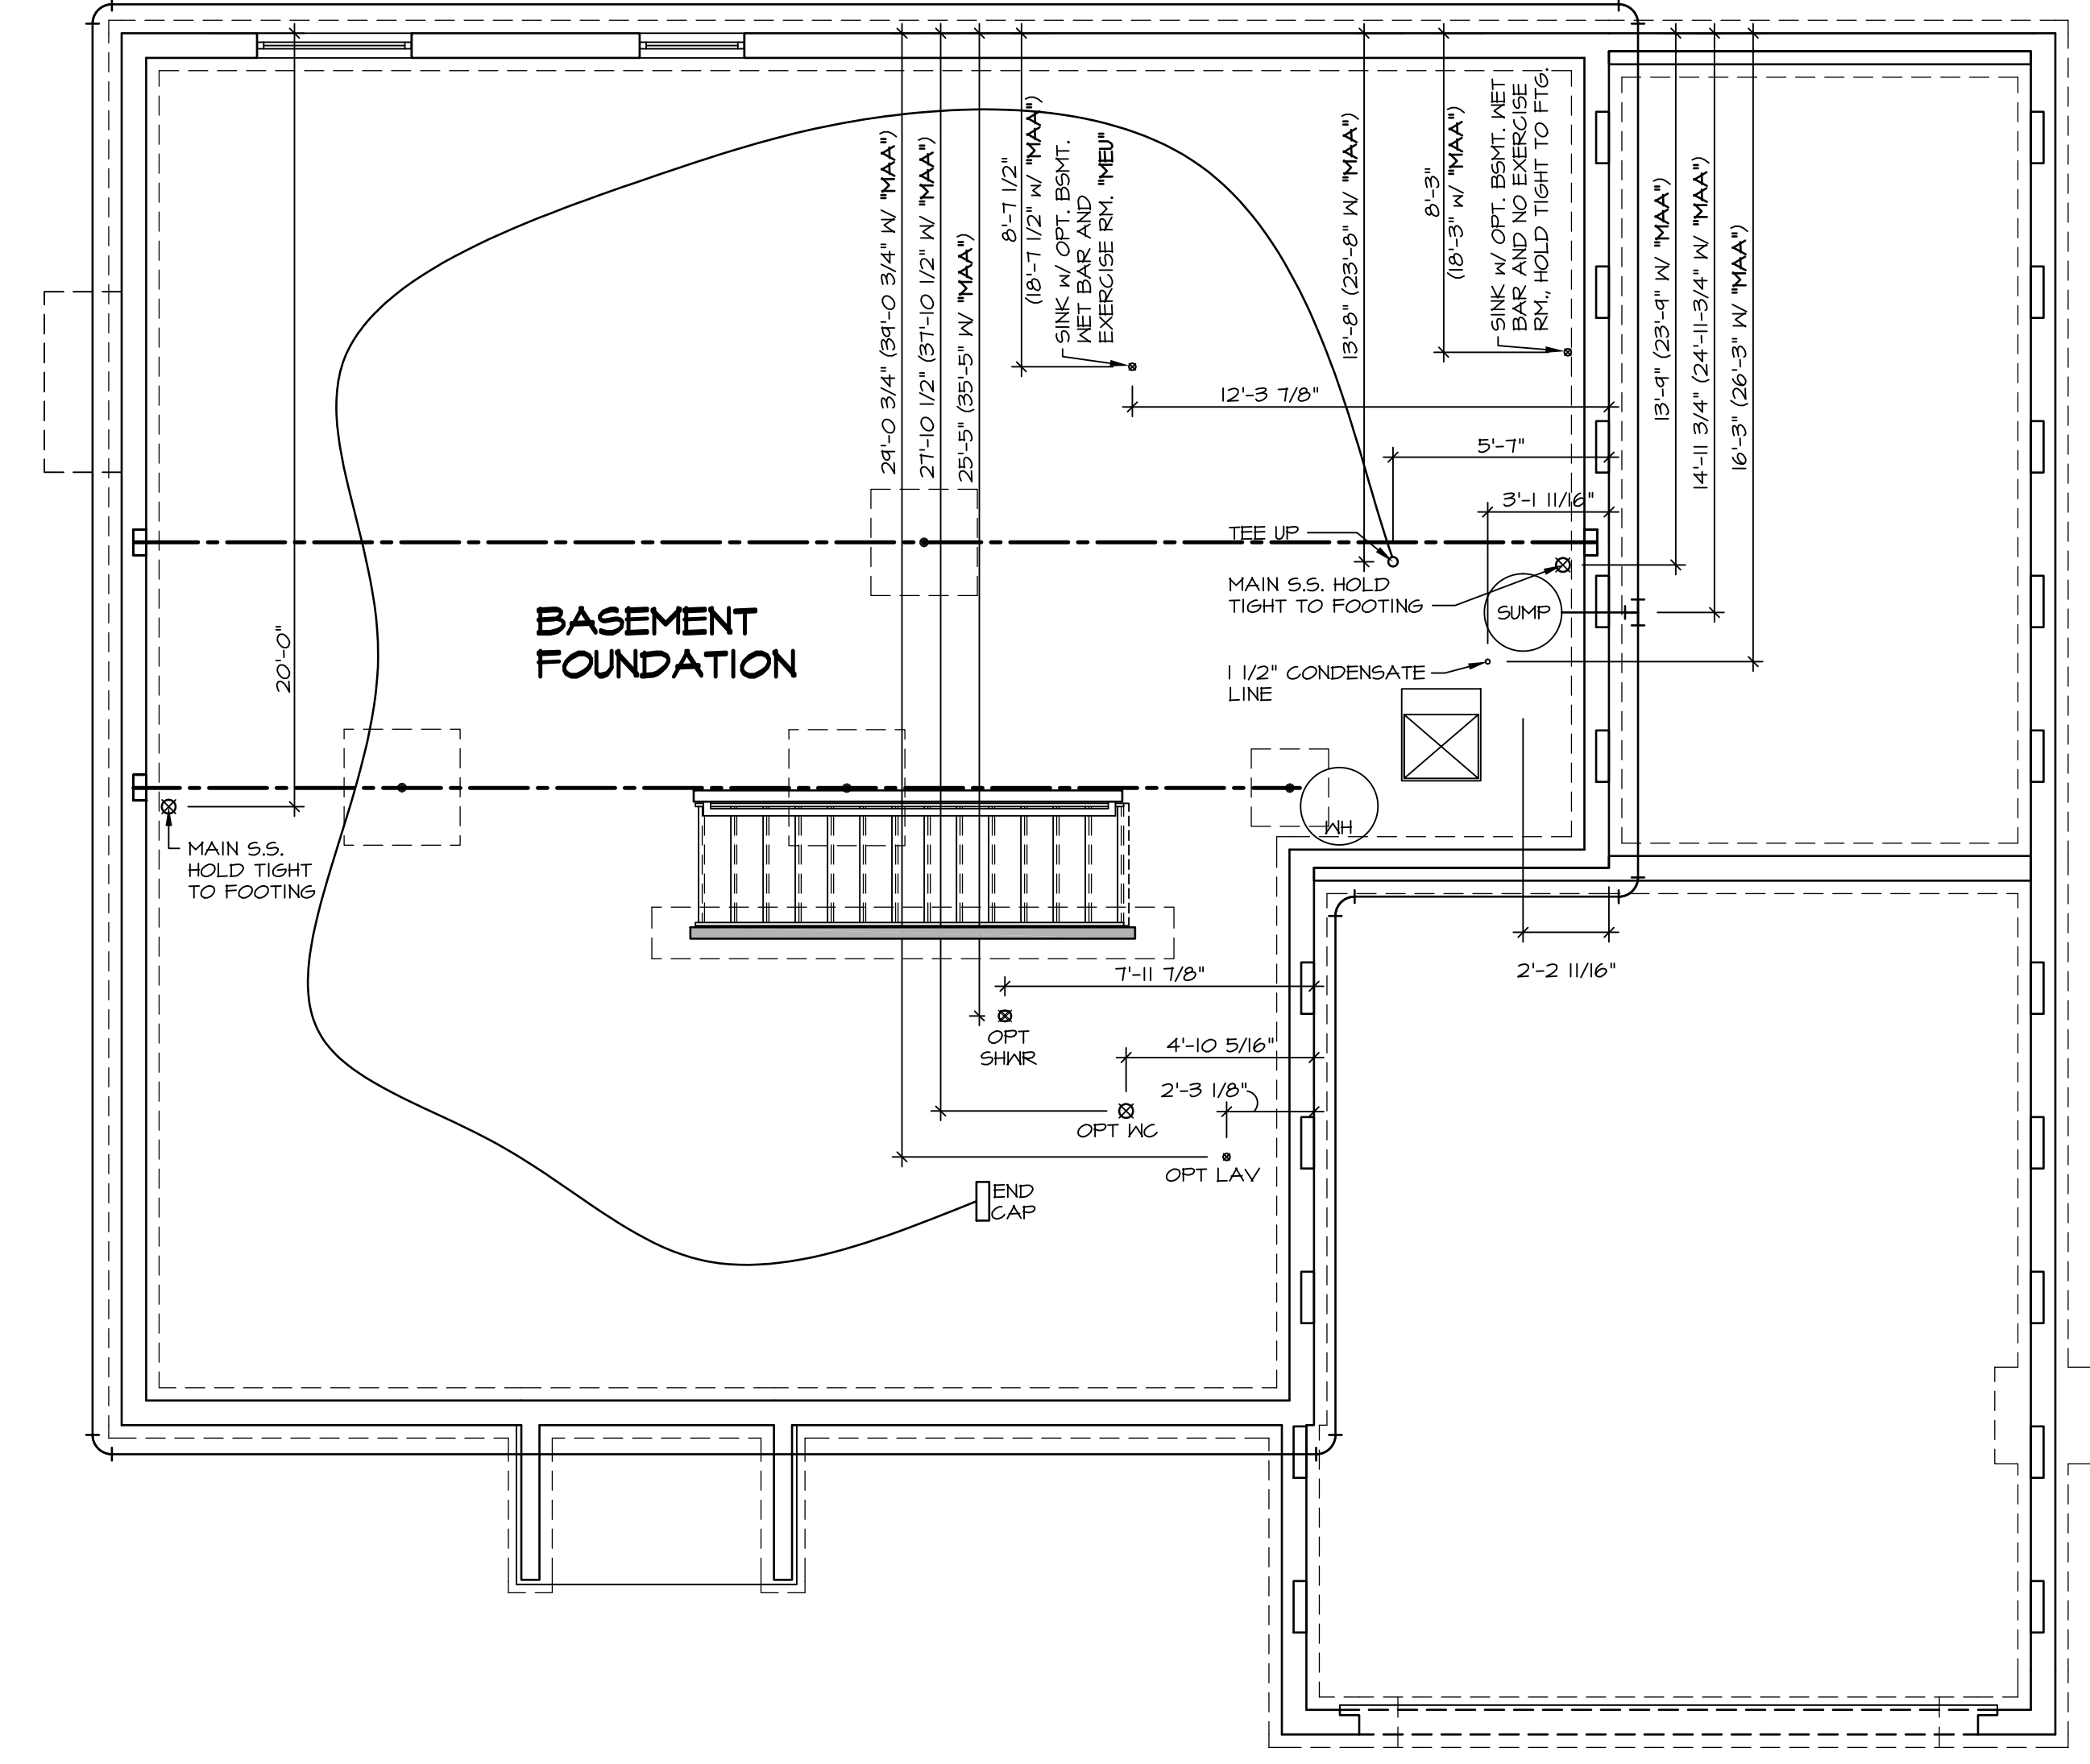 29'-0 3/4" (39'-0 3/4" W/ "MAA")
27'-10 1/2" (37'-10 1/2" W/ "MAA")
25'-5" (35'-5" W/ "MAA")
8'-7 1/2"
(18'-7 1/2" w/ "MAA")
SINK w/ OPT. BSMT.
WET BAR AND
EXERCISE RM. "MEU"
13'-8" (23'-8" W/ "MAA")
8'-3"
(18'-3" w/ "MAA")
SINK w/ OPT. BSMT. WET
BAR AND NO EXERCISE
RM., HOLD TIGHT TO FTG.
13'-9" (23'-9" W/ "MAA")
14'-11 3/4" (24'-11-3/4" W/ "MAA")
16'-3" (26'-3" W/ "MAA")
12'-3 7/8"
5'-7"
3'-1 11/16"
TEE UP
MAIN S.S. HOLD
TIGHT TO FOOTING
SUMP
BASEMENT
FOUNDATION
20'-0"
1 1/2" CONDENSATE
LINE
WH
MAIN S.S.
HOLD TIGHT
TO FOOTING
2'-2 11/16"
7'-11 7/8"
OPT
SHWR
4'-10 5/16"
2'-3 1/8"
OPT WC
OPT LAV
END
CAP